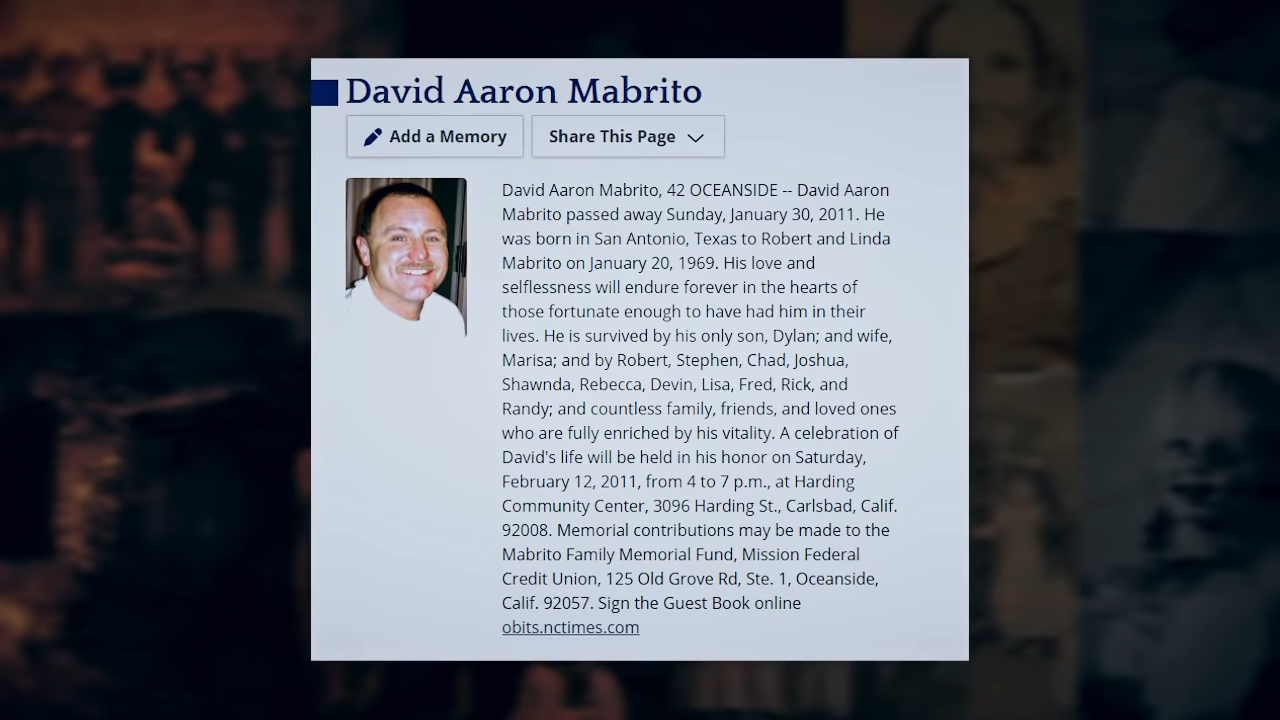 David Aaron Mabrito
Add a Memory
Share This Page
David Aaron Mabrito, 42 OCEANSIDE -- David Aaron
Mabrito passed away Sunday, January 30, 2011. He
was born in San Antonio, Texas to Robert and Linda
Mabrito on January 20, 1969. His love and
selflessness will endure forever in the hearts of
those fortunate enough to have had him in their
lives. He is survived by his only son, Dylan; and wife,
Marisa; and by Robert, Stephen, Chad, Joshua,
Shawnda, Rebecca, Devin, Lisa, Fred, Rick, and
Randy; and countless family, friends, and loved ones
who are fully enriched by his vitality. A celebration of
David's life will be held in his honor on Saturday,
February 12, 2011, from 4 to 7 p.m., at Harding
Community Center, 3096 Harding St., Carlsbad, Calif.
92008. Memorial contributions may be made to the
Mabrito Family Memorial Fund, Mission Federal
Credit Union, 125 Old Grove Rd, Ste. 1, Oceanside,
Calif. 92057. Sign the Guest Book online
obits.nctimes.com